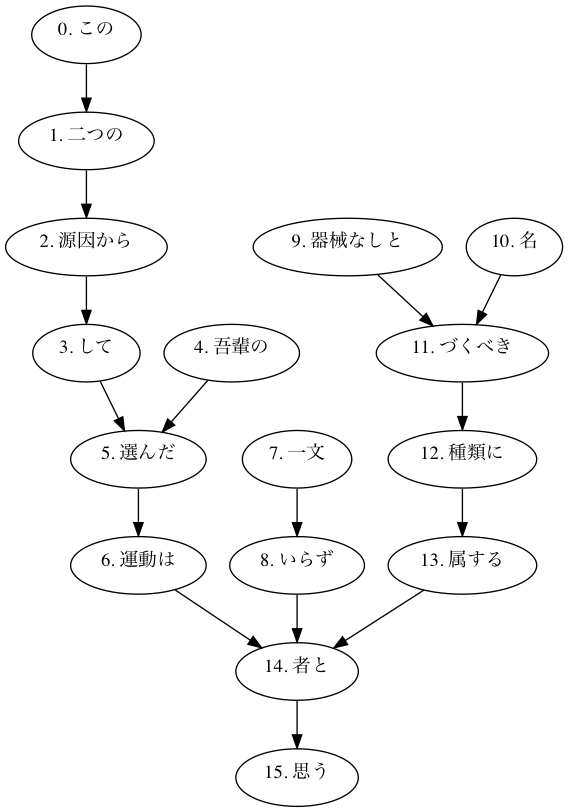 0. この
1. 二つの
2. 源因から
9. 器械なしと
10. 名
3. して
4. 吾輩の
11. づくべき
5. 選んだ
7. 一文
12. 種類に
6. 運動は
8. いらず
13. 属する
14. 者と
15. 思う